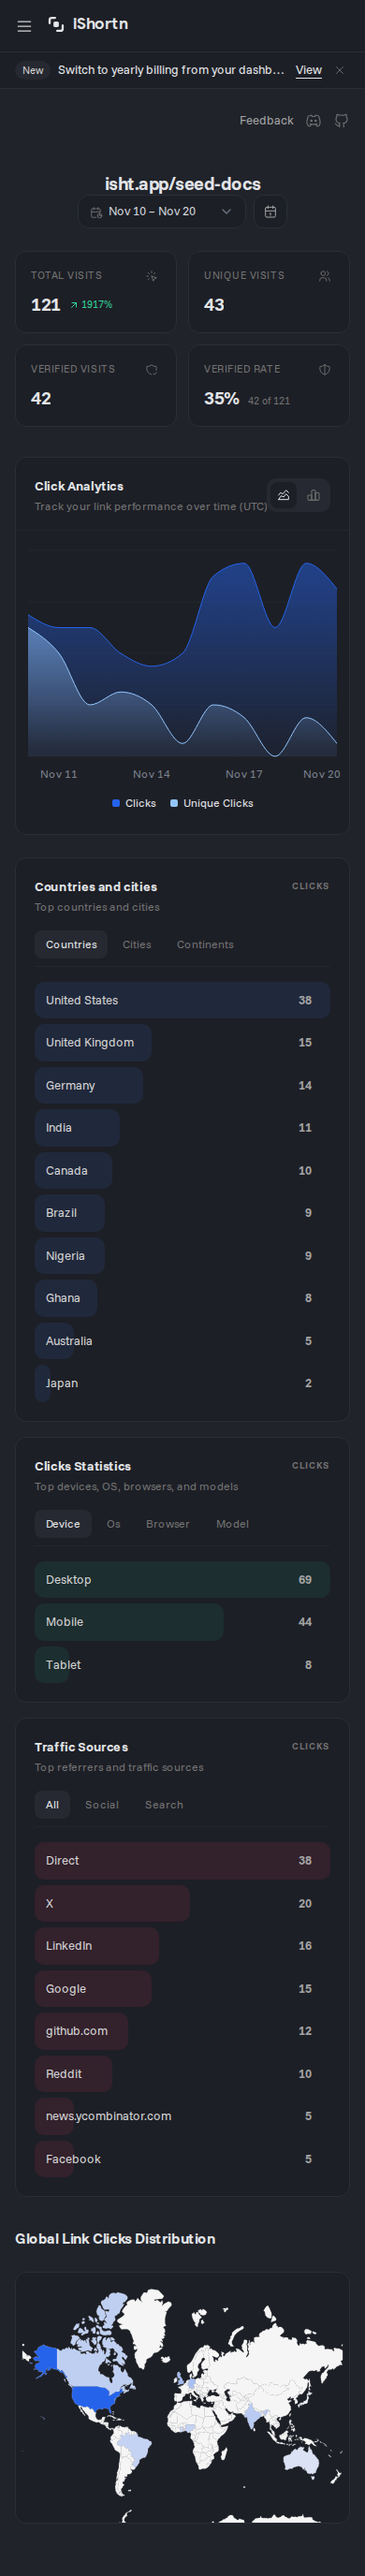 IShortn
New Switch to yearly billing from your dashb... View
Feedback
isht.app/seed-docs
Nov 10 – Nov 20
TOTAL VISITS
121 1917%
UNIQUE VISITS
43
VERIFIED VISITS
42
VERIFIED RATE
35% 42 of 121
Click Analytics
Track your link performance over time (UTC)
Nov 11 Nov 14 Nov 17 Nov 20
Clicks Unique Clicks
Countries and cities CLICKS
Top countries and cities
Countries Cities Continents
United States 38
United Kingdom 15
Germany 14
India 11
Canada 10
Brazil 9
Nigeria 9
Ghana 8
Australia 5
Japan 2
Clicks Statistics CLICKS
Top devices, OS, browsers, and models
Device Os Browser Model
Desktop 69
Mobile 44
Tablet 8
Traffic Sources CLICKS
Top referrers and traffic sources
All Social Search
Direct 38
X 20
LinkedIn 16
Google 15
github.com 12
Reddit 10
news.ycombinator.com 5
Facebook 5
Global Link Clicks Distribution